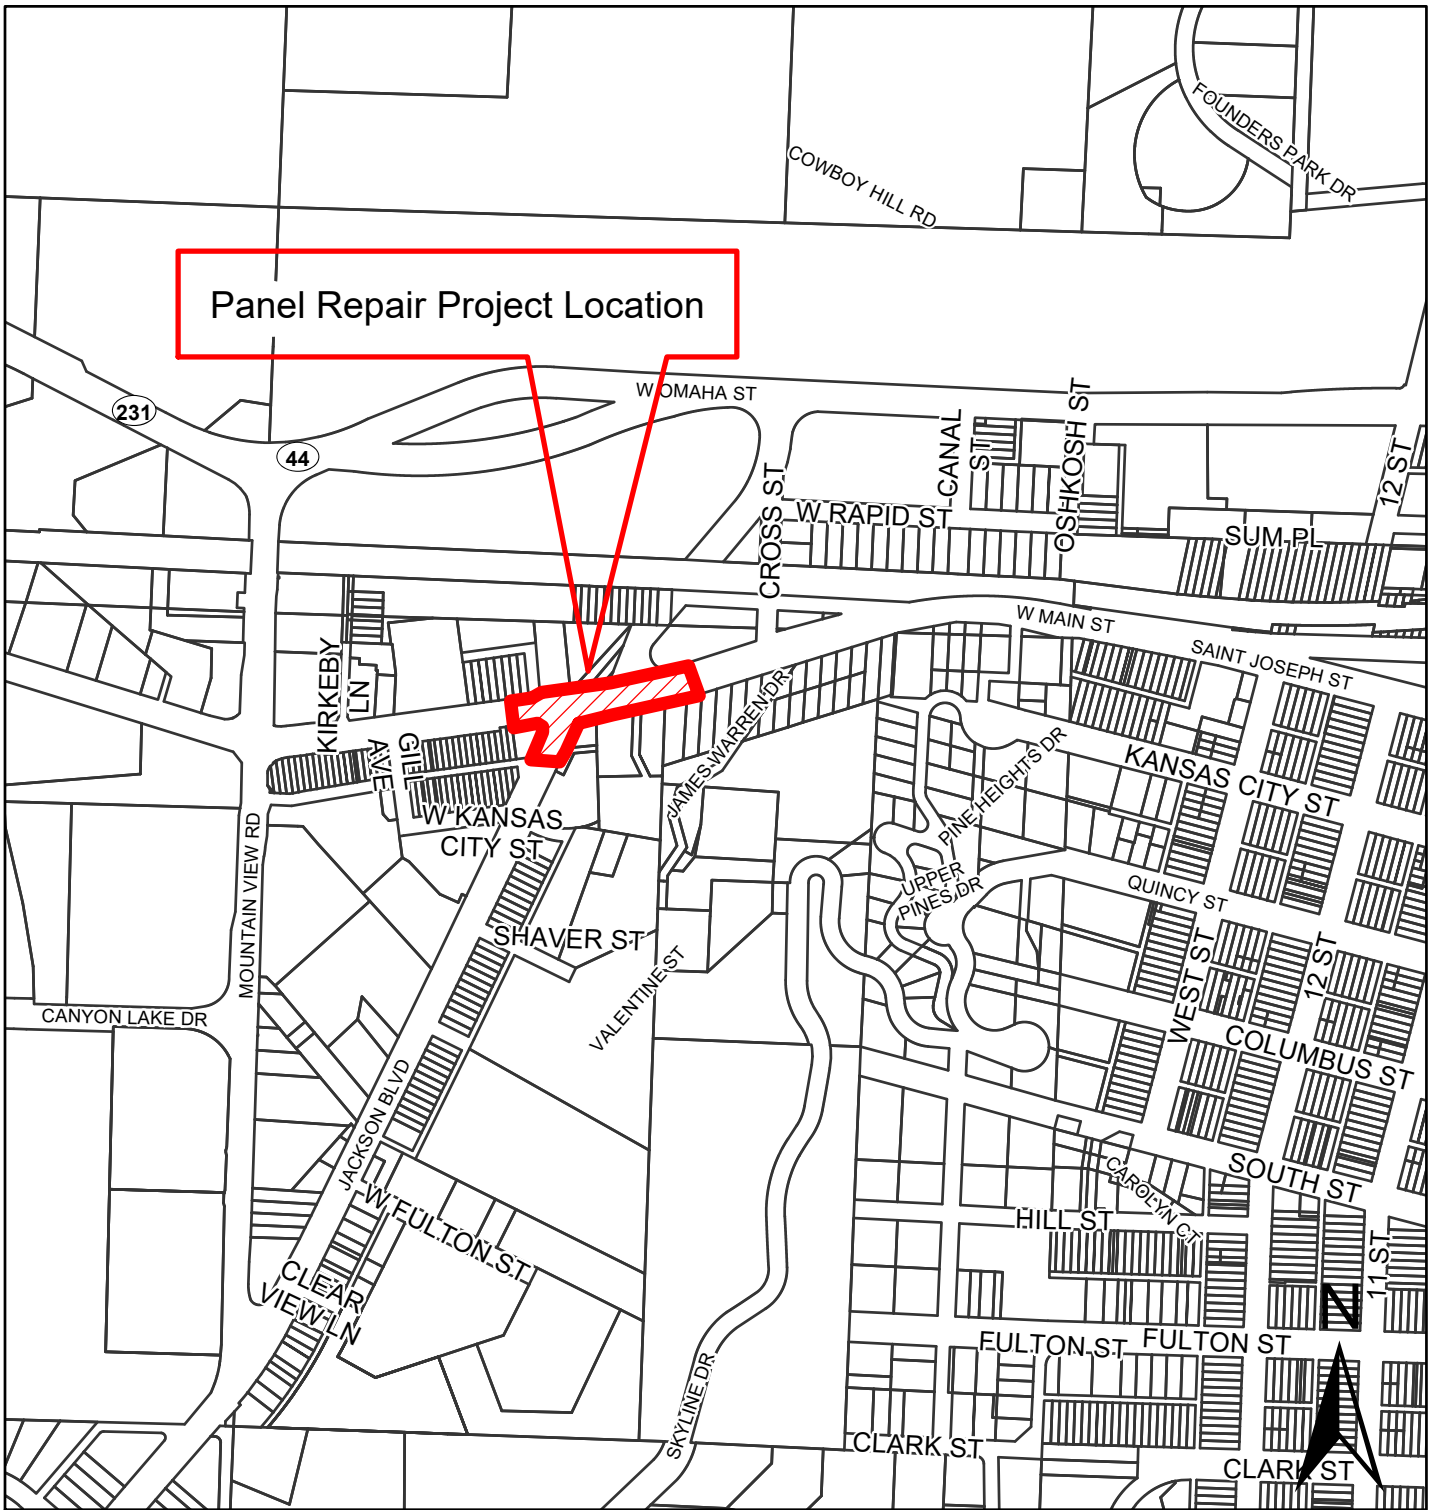 FOUNDERS PARK DR
COWBOY HILL RD
Panel Repair Project Location
W OMAHA ST
231
44
CANAL
ST
OSHKOSH ST
12 ST
CROSS ST
W RAPID ST
SUM PL
W MAIN ST
SAINT JOSEPH ST
KIRKEBY
LN
GILL
AVE
JAMES WARREN DR
PINE HEIGHTS DR
KANSAS CITY ST
W KANSAS
CITY ST
MOUNTAIN VIEW RD
UPPER
PINES DR
QUINCY ST
SHAVER ST
VALENTINE ST
WEST ST
12 ST
CANYON LAKE DR
COLUMBUS ST
JACKSON BLVD
CAROLYN CT
SOUTH ST
W FULTON ST
HILL ST
11 ST
CLEAR
VIEW LN
N
FULTON ST
FULTON ST
SKYLINE DR
CLARK ST
CLARK ST